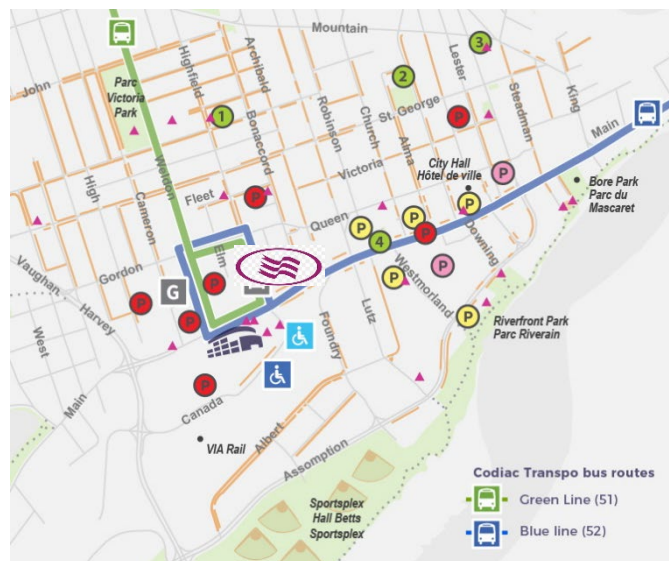 Mountain
John
Parc
Victoria
Park
Highfield
Archibald
Bonaccord
Robinson
Church
Alma
Lester
Steadman
King
Main
3
2
1
St. George
P
Victoria
City Hall
Hôtel de ville
P
Bore Park
Parc du
Mascaret
High
Weldon
Cameron
Fleet
P
Queen
P
P
P
4
P
Downing
Elm
Gordon
G
P
P
P
P
P
Westmorland
Vaughan
Harvey
West
Lutz
Foundry
P
Riverfront Park
Parc Riverain
Main
P
Canada
VIA Rail
Albert
Assomption
Sportsplex
Hall Betts
Sportsplex
Codiac Transpo bus routes
Green Line (51)
Blue line (52)